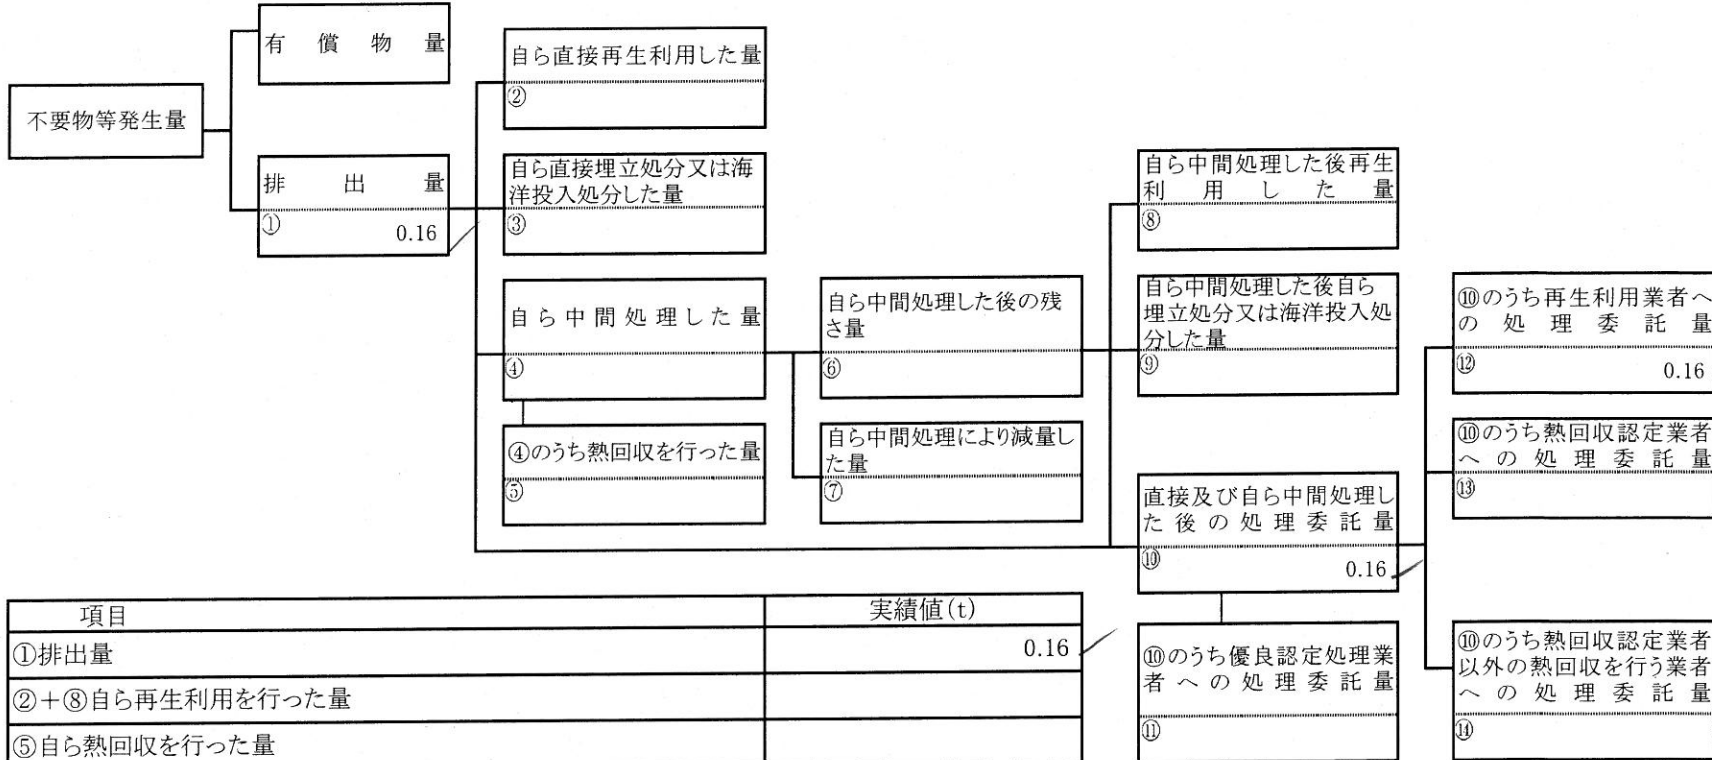 不要物等発生量
有償物量
排出量
①
0.16
自ら直接再生利用した量
②
自ら直接埋立処分又は海
洋投入処分した量
③
自ら中間処理した量
④
④のうち熱回収を行った量
⑤
自ら中間処理した後の残
さ量
⑥
自ら中間処理により減量し
た量
⑦
自ら中間処理した後再生
利用した量
⑧
自ら中間処理した後自ら
埋立処分又は海洋投入処
分した量
⑨
直接及び自ら中間処理し
た後の処理委託量
⑩
0.16
⑩のうち優良認定処理業
者への処理委託量
⑪
⑩のうち再生利用業者へ
の処理委託量
⑫
0.16
⑩のうち熱回収認定業者
への処理委託量
⑬
⑩のうち熱回収認定業者
以外の熱回収を行う業者
への処理委託量
⑭
項目 実績値(t)
①排出量 0.16
②+⑧自ら再生利用を行った量
⑤自ら熱回収を行った量